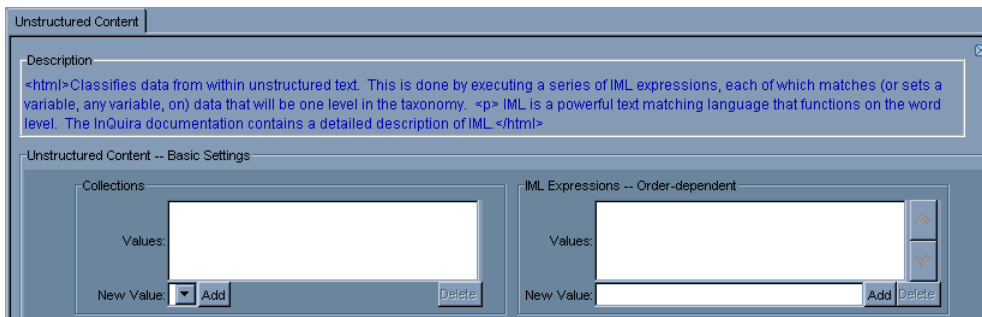 Unstructured Content
Description
<html>Classifies data from within unstructured text.  This is done by executing a series of IML expressions, each of which matches (or sets a
variable, any variable, on) data that will be one level in the taxonomy.  <p> IML is a powerful text matching language that functions on the word
level.  The InQuira documentation contains a detailed description of IML.</html>
Unstructured Content -- Basic Settings
Collections
Values:
New Value: Add Delete
IML Expressions -- Order-dependent
Values:
New Value: Add Delete